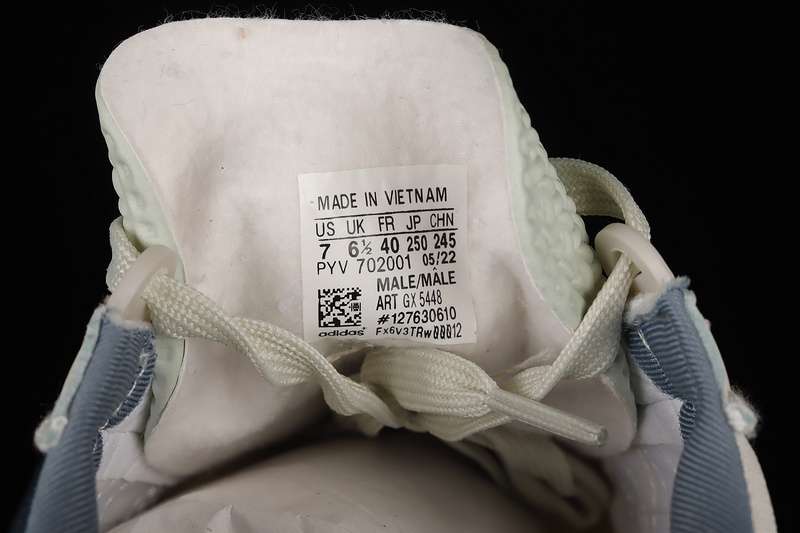 MADE IN VIETNAM
US UK FR JP CHN
7 6½ 40 250 245
PYV 702001 05/22
MALE/MÂLE
ART GX 5448
#127630610
adidas